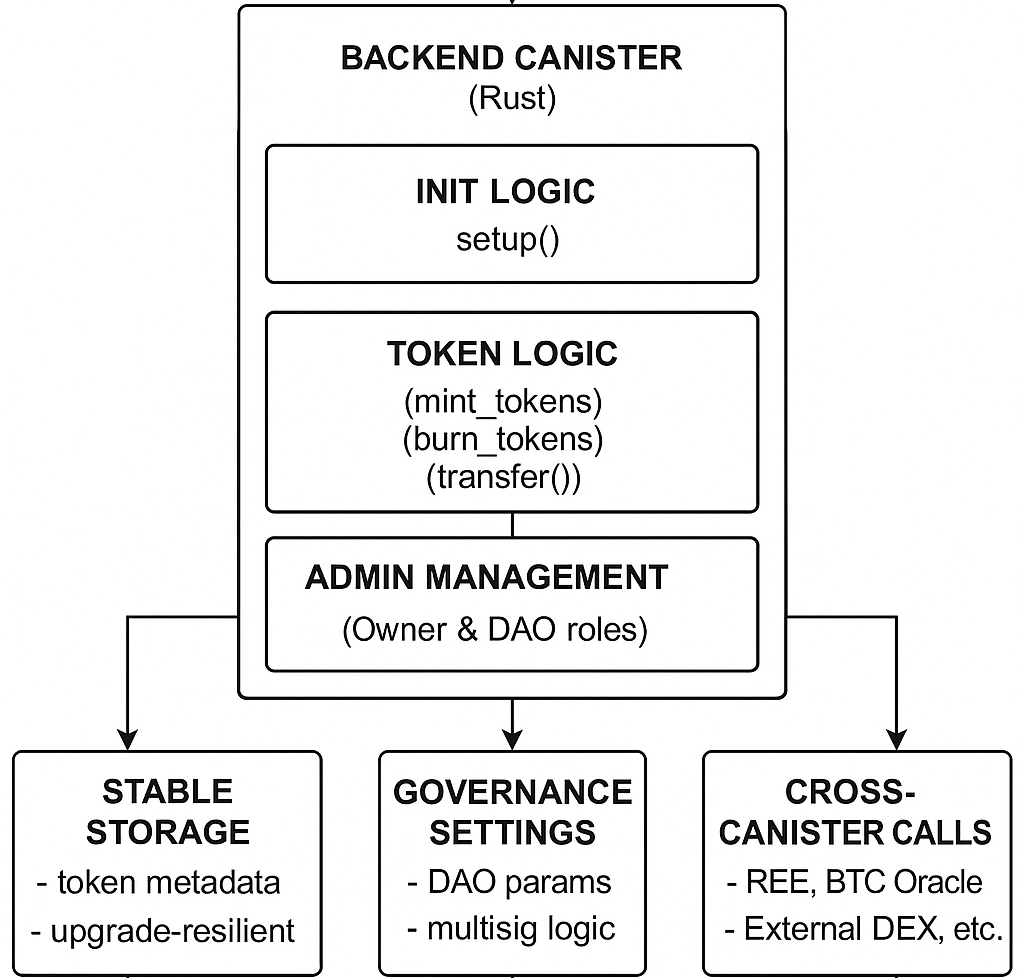 BACKEND CANISTER
(Rust)
INIT LOGIC
setup()
TOKEN LOGIC
(mint_tokens)
(burn_tokens)
(transfer())
ADMIN MANAGEMENT
(Owner & DAO roles)
STABLE
STORAGE
- token metadata
- upgrade-resilient
GOVERNANCE
SETTINGS
- DAO params
- multisig logic
CROSS-
CANISTER CALLS
- REE, BTC Oracle
- External DEX, etc.